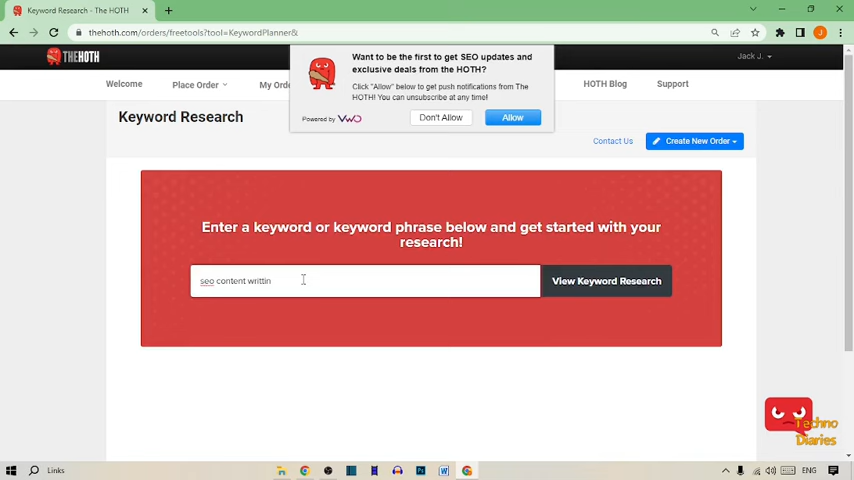 Keyword Research - The HOTH
thehoth.com/orders/freetools?tool=KeywordPlanner&
THEHOTH
Jack J.
Want to be the first to get SEO updates and
exclusive deals from the HOTH?
Click "Allow" below to get push notifications from The
HOTH! You can unsubscribe at any time!
Powered by VWO
Don't Allow
Allow
Welcome
Place Order
My Ord
HOTH Blog
Support
Keyword Research
Contact Us
Create New Order
Enter a keyword or keyword phrase below and get started with your
research!
seo content writtin
View Keyword Research
Techno
Diaries
Links
ENG